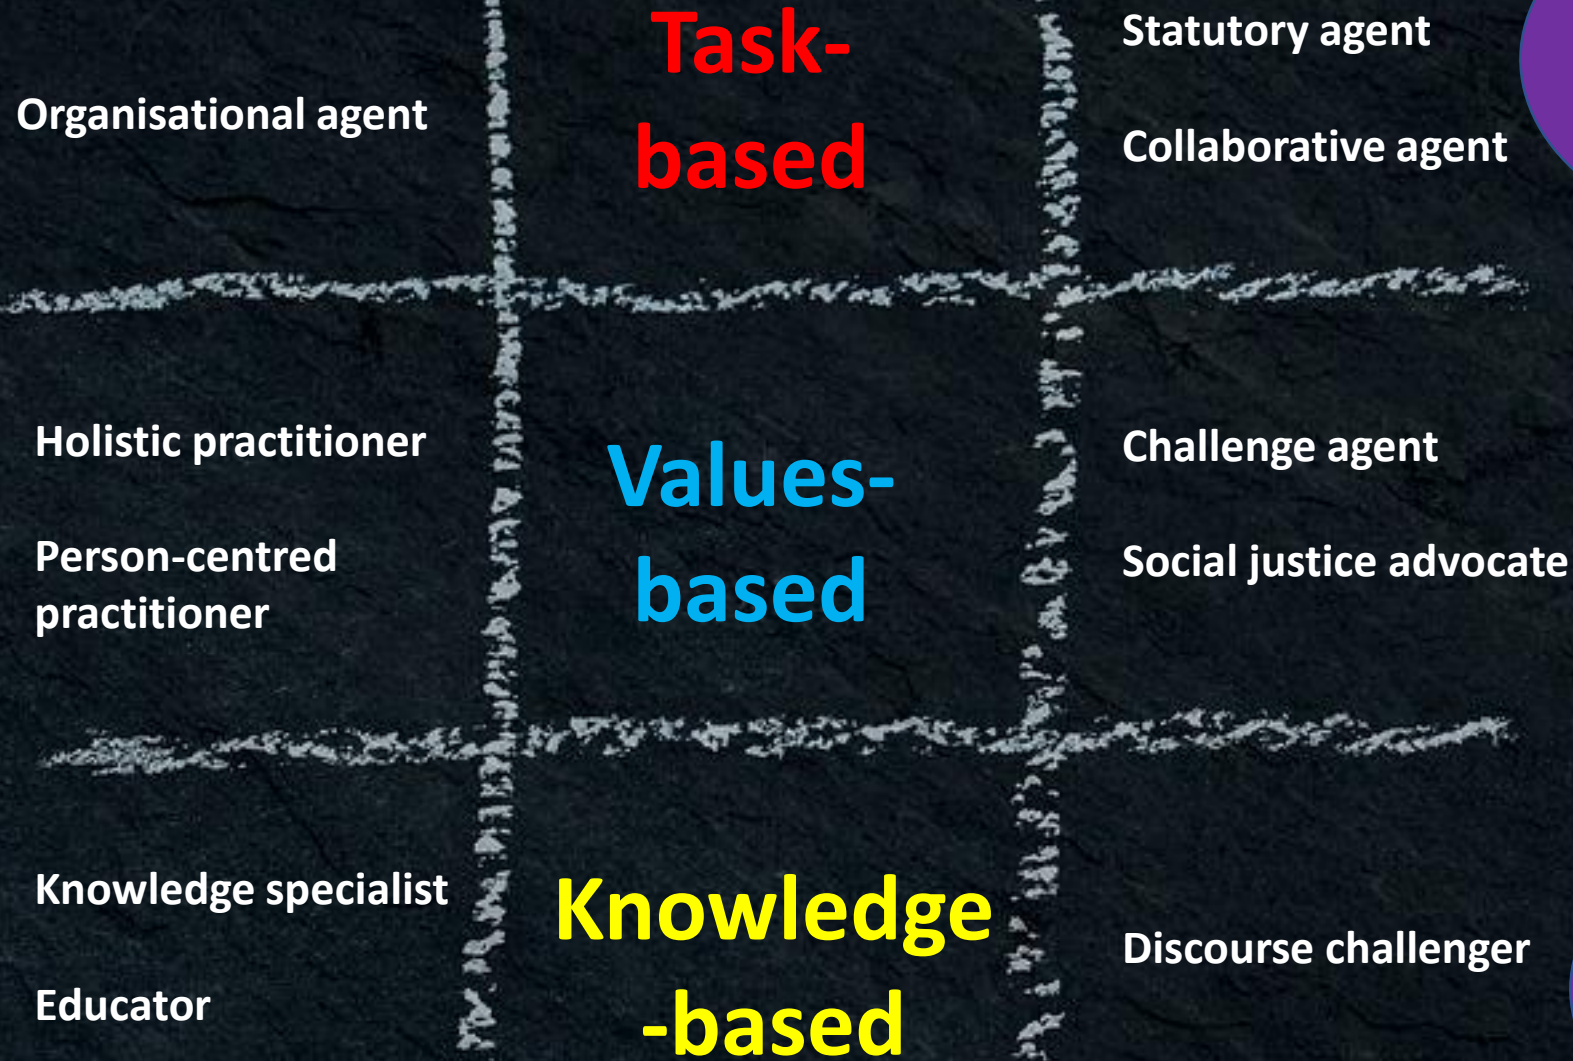 Organisational agent
Task-
based
Statutory agent
Collaborative agent
Holistic practitioner
Person-centred
practitioner
Values-
based
Challenge agent
Social justice advocate
Knowledge specialist
Educator
Knowledge
-based
Discourse challenger